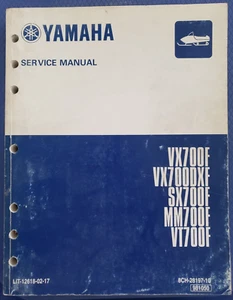 YAMAHA
SERVICE MANUAL
VX700F
VX700DXF
SX700F
MM700F
VT700F
LIT-12618-02-17
8CH-28197-10